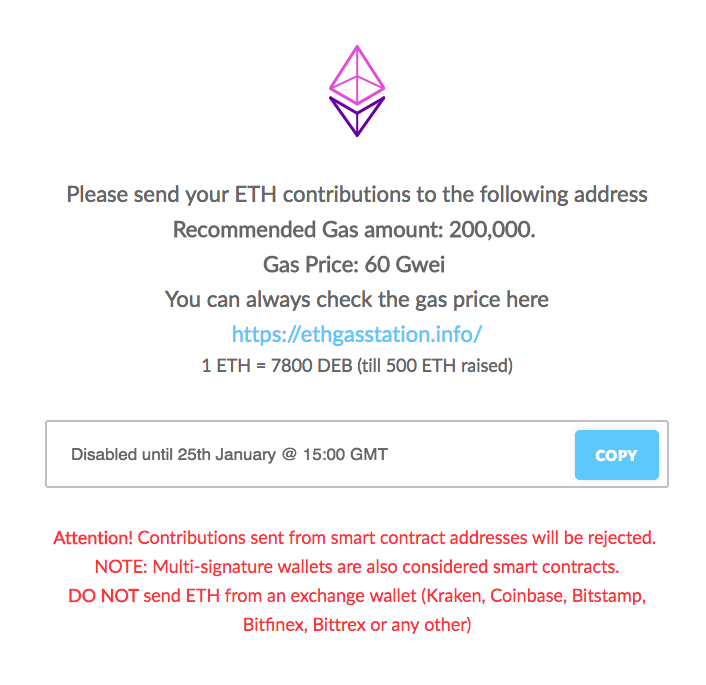 Please send your ETH contributions to the following address
Recommended Gas amount: 200,000.
Gas Price: 60 Gwei
You can always check the gas price here
https://ethgasstation.info/
1 ETH = 7800 DEB (till 500 ETH raised)
Disabled until 25th January @ 15:00 GMT
COPY
Attention! Contributions sent from smart contract addresses will be rejected.
NOTE: Multi-signature wallets are also considered smart contracts.
DO NOT send ETH from an exchange wallet (Kraken, Coinbase, Bitstamp,
Bitfinex, Bittrex or any other)